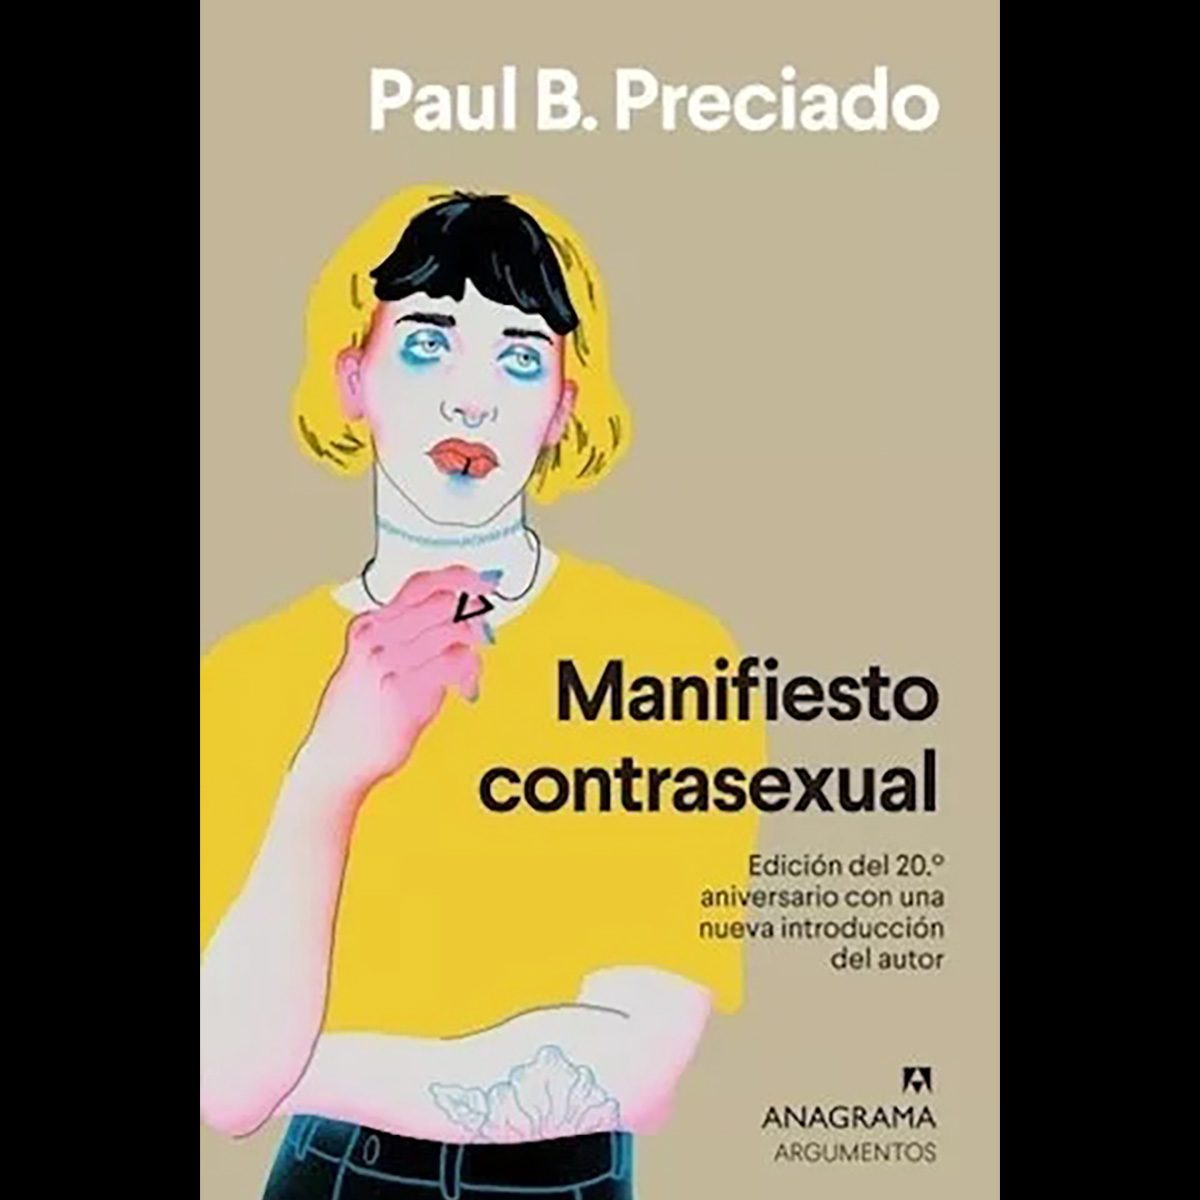 Paul B. Preciado
Manifiesto
contrasexual
Edición del 20.º
aniversario con una
nueva introducción
del autor
ANAGRAMA
ARGUMENTOS